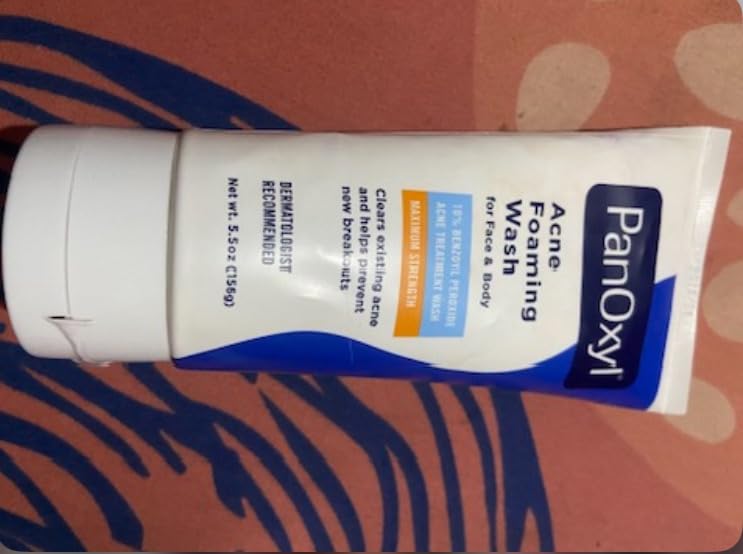 PanOxyl®
Acne
Foaming
Wash
for Face & Body
10% BENZOYL PEROXIDE
ACNE TREATMENT WASH
MAXIMUM STRENGTH
Clears existing acne
and helps prevent
new breakouts
DERMATOLOGIST
RECOMMENDED
Net wt. 5.5oz (156g)